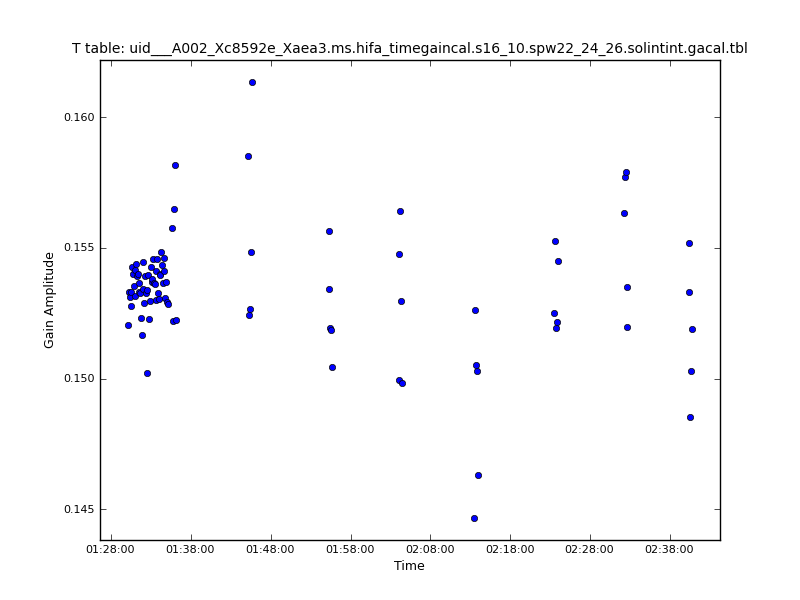 T table: uid___A002_Xc8592e_Xaea3.ms.hifa_timegaincal.s16_10.spw22_24_26.solintint.gacal.tbl
0.160
0.155
0.150
0.145
Gain Amplitude
01:28:00 01:38:00 01:48:00 01:58:00 02:08:00 02:18:00 02:28:00 02:38:00
Time